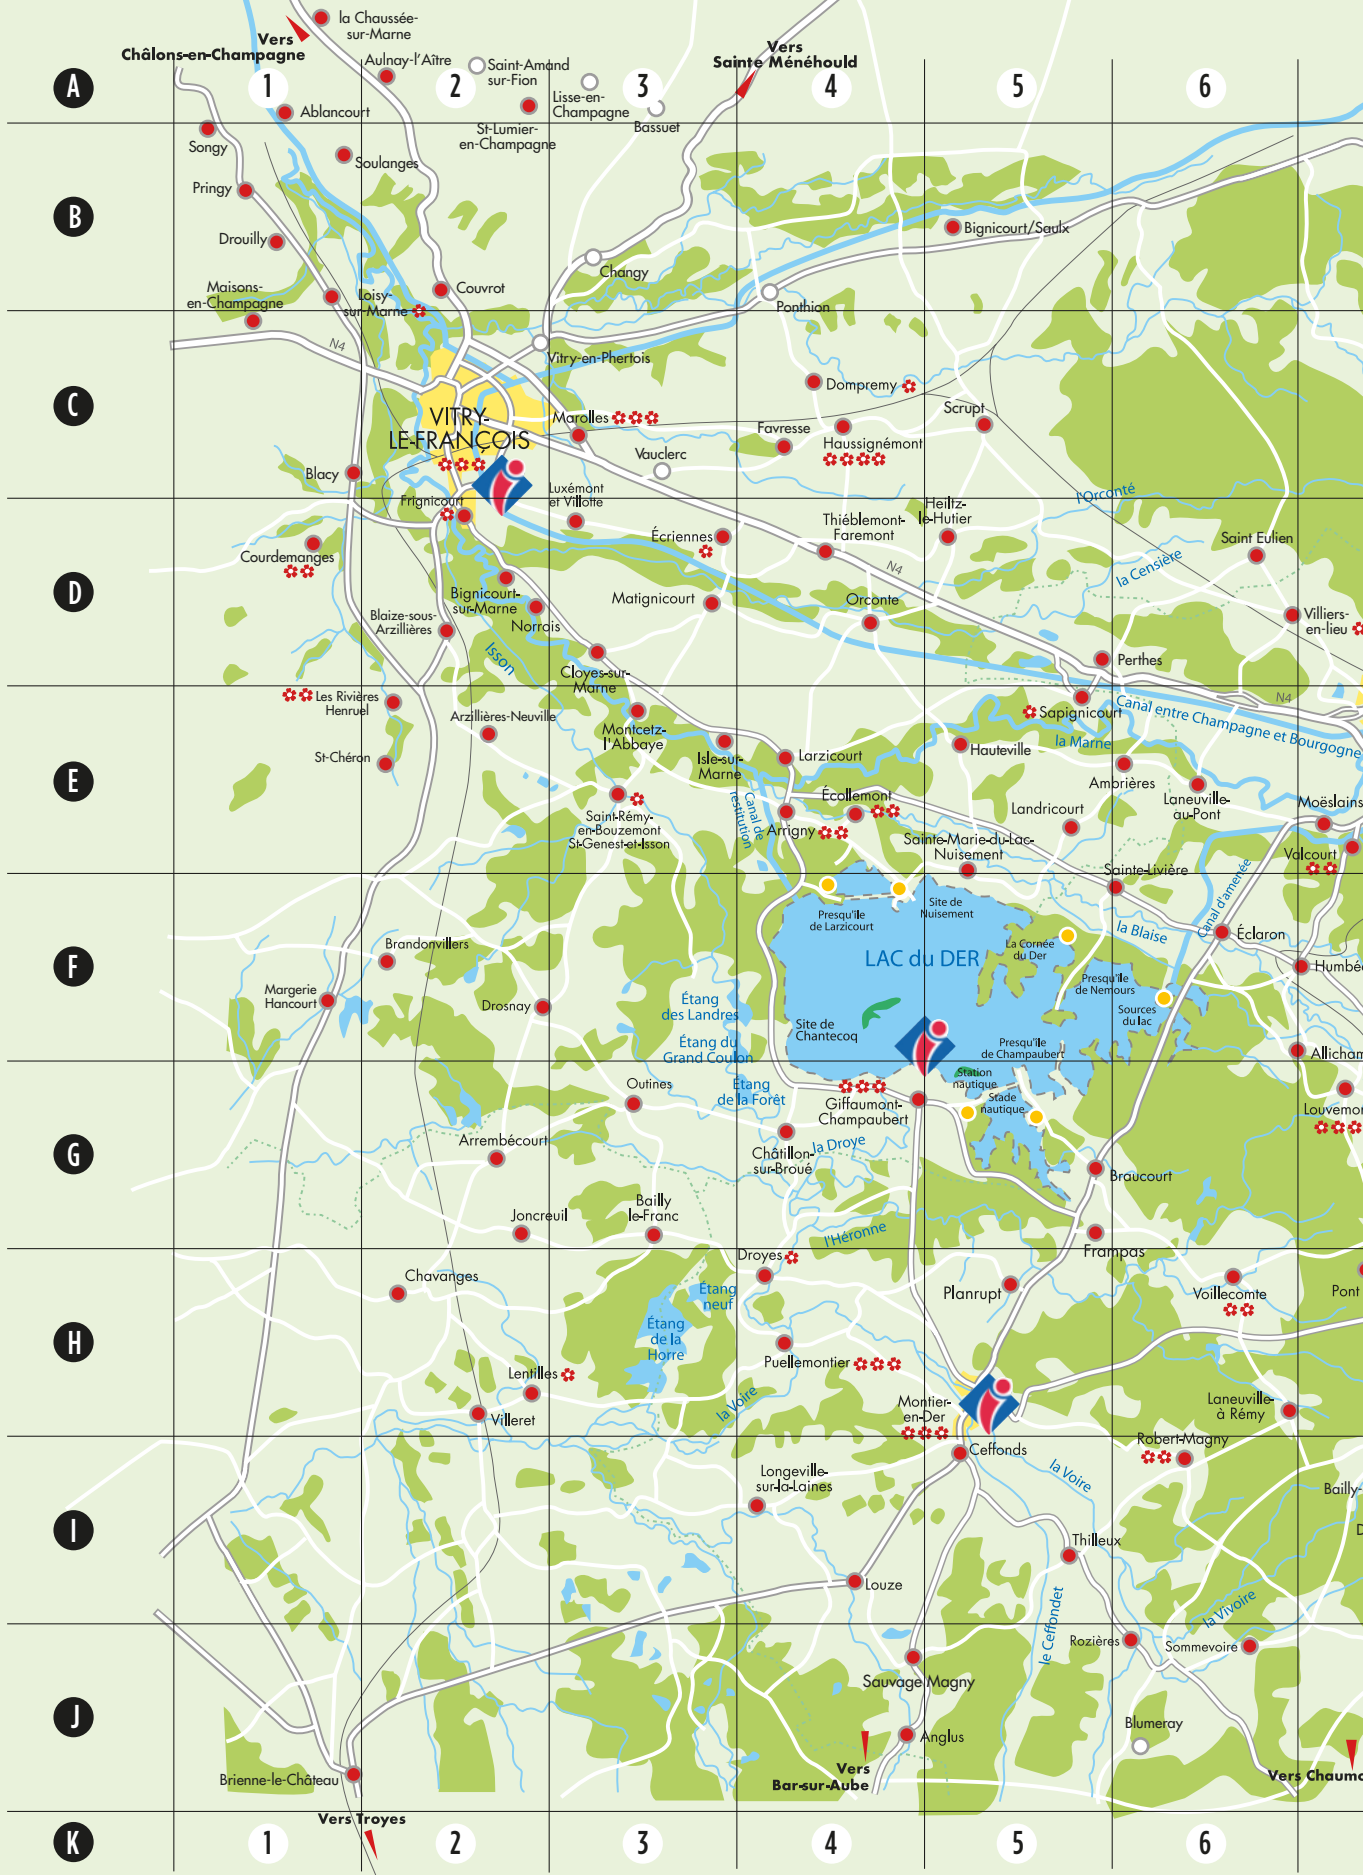 la Chaussée-
sur-Marne
Vers
Châlons-en-Champagne
Vers
Sainte Ménéhould
Aulnay-l'Aître
Saint-Amand
sur-Fion
A
1
2
3
4
5
6
Lisse-en-
Champagne
Ablancourt
Bassuet
St-Lumier-
en-Champagne
Songy
Soulanges
Pringy
B
Bignicourt/Saulx
Drouilly
Changy
Maisons-
en-Champagne
Loisy-
sur-Marne
Couvrot
Ponthion
N4
Vitry-en-Phertois
Dompremy
C
VITRY-
LE-FRANÇOIS
Marolles
Scrupt
Favresse
Haussignémont
Vauclerc
Blacy
Luxémont
et Villotte
l'Orconté
Frignicourt
Heiltz-
le-Hutier
Thiéblemont-
Faremont
Écriennes
Saint Eulien
Courdemanges
N4
la Censière
D
Bignicourt-
sur-Marne
Matignicourt
Orconte
Blaize-sous-
Arzillières
Norrois
Villiers-
en-lieu
Isson
Cloyes-sur-
Marne
Perthes
Les Rivières
Henruel
N4
Arzillières-Neuville
Sapignicourt
Canal entre Champagne et Bourgogne
Montcetz-
l'Abbaye
Hauteville
la Marne
St-Chéron
Isle-sur-
Marne
Larzicourt
E
Ambrières
Écollemont
Laneuville-
au-Pont
Moëslains
Landricourt
Canal de
restitution
Saint-Rémy-
en-Bouzemont
St-Genest-et-Isson
Arrigny
Sainte-Marie-du-Lac-
Nuisement
Valcourt
Sainte-Livière
Canal d'amenée
Presqu'île
de Larzicourt
Site de
Nuisement
la Blaise
Éclaron
Brandonvillers
LAC du DER
La Cornée
du Der
F
Humbé
Presqu'île
de Nemours
Margerie
Hancourt
Drosnay
Étang
des Landres
Sources
du lac
Site de
Chantecoq
Étang du
Grand Coulon
Presqu'île
de Champaubert
Allicham
Station
nautique
Outines
Étang
de la Forêt
Giffaumont-
Champaubert
Stade
nautique
Louvemor
Arrembécourt
la Droye
G
Châtillon-
sur-Broué
Braucourt
Bailly
le-Franc
Joncreuil
l'Héronne
Frampas
Droyes
Chavanges
Étang
neuf
Planrupt
Voillecomte
Pont
Étang
de la
Horre
H
Puellemontier
Lentilles
la Voire
Montier-
en-Der
Laneuville-
à Rémy
Villeret
Robert-Magny
Ceffonds
Longeville-
sur-la-Laines
la Voire
Bailly-
I
Thilleux
Louze
le Ceffondet
la Vivoire
Rozières
Sommevoire
Sauvage Magny
J
Blumeray
Anglus
Vers
Bar-sur-Aube
Brienne-le-Château
Vers Chaumo
Vers Troyes
K
1
2
3
4
5
6